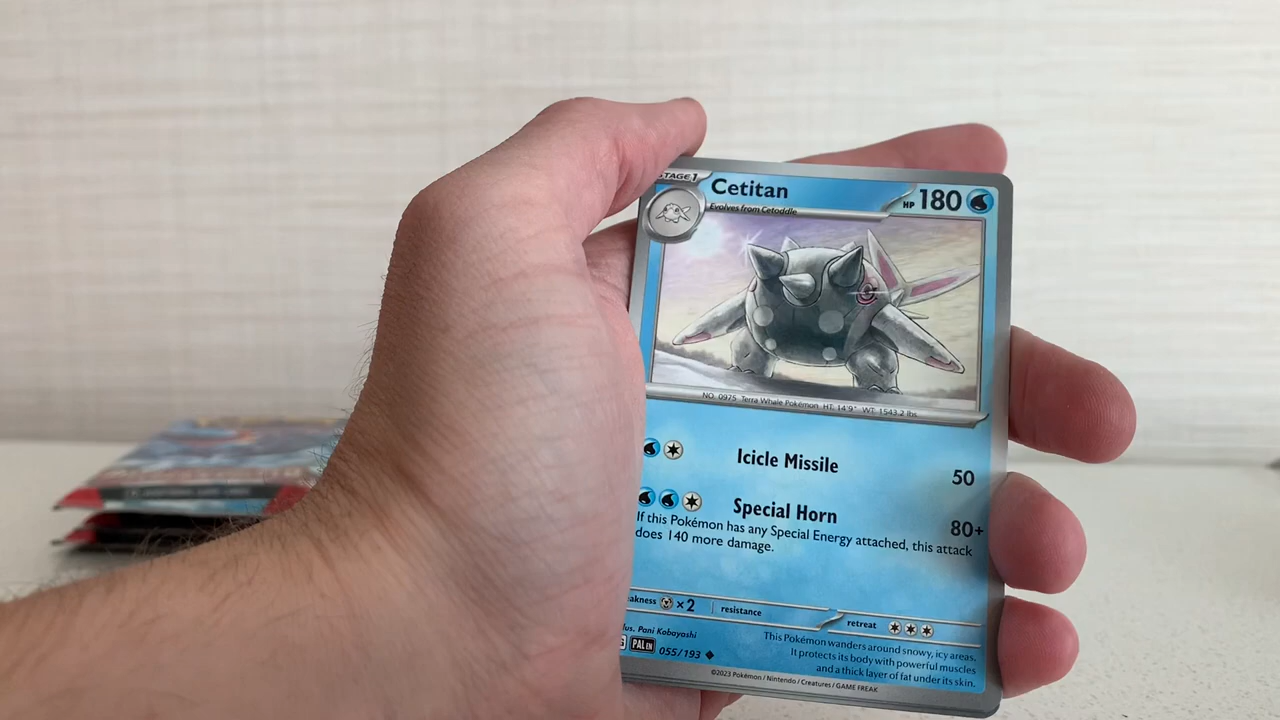 STAGE1
Cetitan
HP 180
Evolves from Cetoddle
NO. 0975 Terra Whale Pokémon HT: 14'9" WT: 1543.2 lbs
Icicle Missile 50
Special Horn 80+
If this Pokémon has any Special Energy attached, this attack
does 140 more damage.
akness ×2 resistance retreat
lus. Pani Kobayashi
G PAL EN 055/193
This Pokémon wanders around snowy, icy areas.
It protects its body with powerful muscles
and a thick layer of fat under its skin.
©2023 Pokémon / Nintendo / Creatures / GAME FREAK